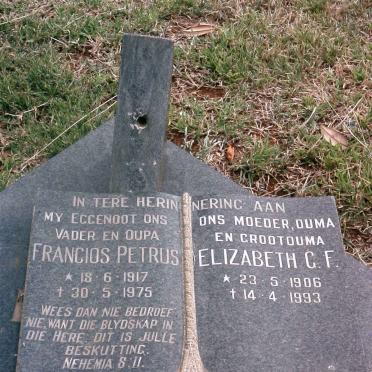 IN TERE HERINNERING AAN
MY EGGENOOT ONS
VADER EN OUPA
FRANCIOS PETRUS
* 18-6-1917
† 30-5-1975
WEES DAN NIE BEDROEF
NIE, WANT DIE BLYDSKAP IN
DIE HERE, DIT IS JULLE
BESKUTTING.
NEHEMIA 8:11.
ONS MOEDER, OUMA
EN GROOTOUMA
ELIZABETH C.F.
* 23-5-1906
† 14-4-1993